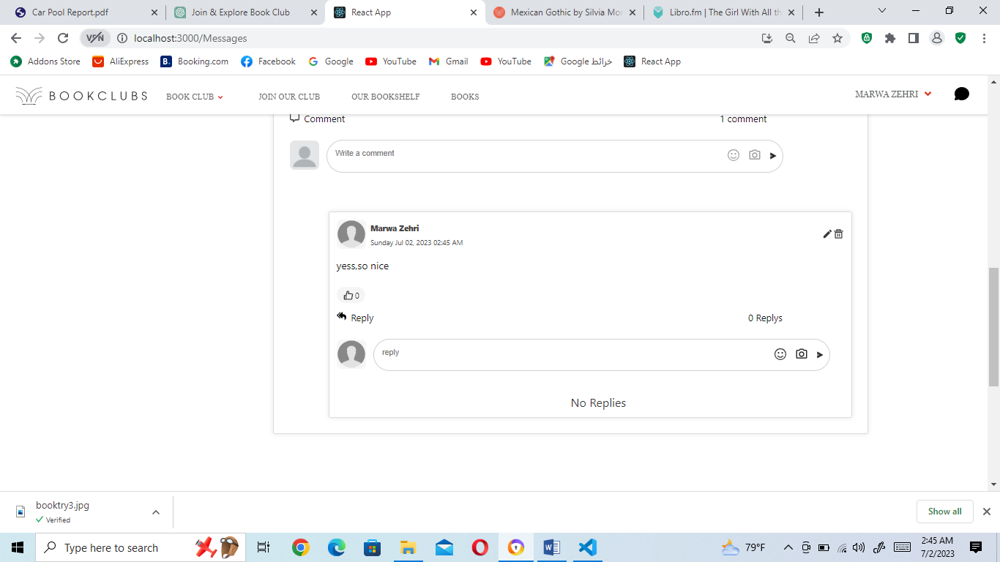 Car Pool Report.pdf
Join & Explore Book Club
React App
Mexican Gothic by Silvia Mor
Libro.fm | The Girl With All th
VPN
localhost:3000/Messages
Addons Store
AliExpress
B.
Booking.com
Facebook
Google
YouTube
Gmail
YouTube
خرائط Google
React App
BOOKCLUBS
BOOK CLUB
JOIN OUR CLUB
OUR BOOKSHELF
BOOKS
MARWA ZEHRI
Comment
1 comment
Write a comment
Marwa Zehri
Sunday Jul 02, 2023 02:45 AM
yess,so nice
0
Reply
0 Replys
reply
No Replies
booktry3.jpg
Verified
Show all
Type here to search
79°F
2:45 AM
7/2/2023